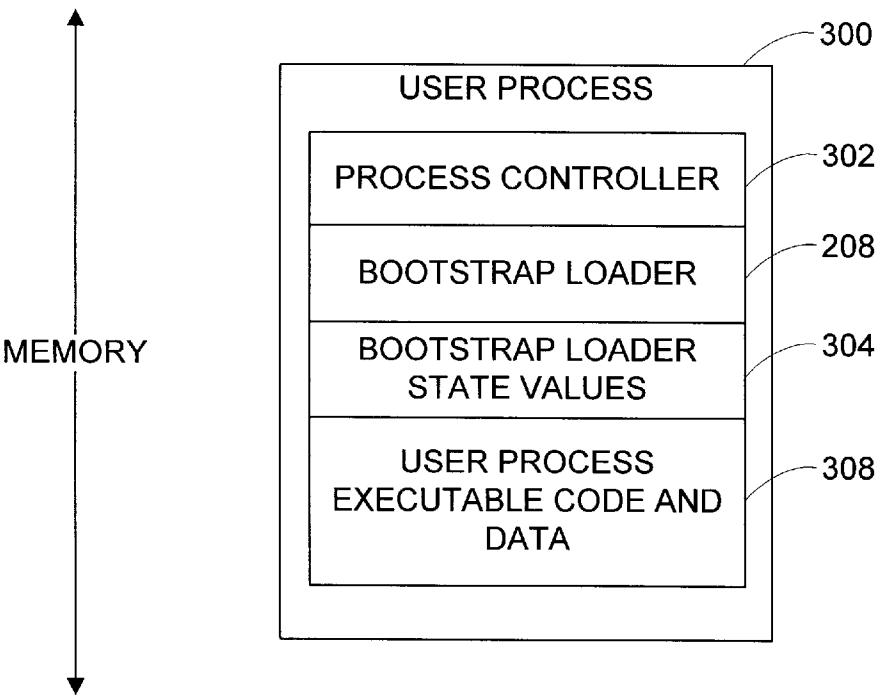 300
USER PROCESS
PROCESS CONTROLLER
302
BOOTSTRAP LOADER
208
MEMORY
BOOTSTRAP LOADER
STATE VALUES
304
USER PROCESS
EXECUTABLE CODE AND
DATA
308